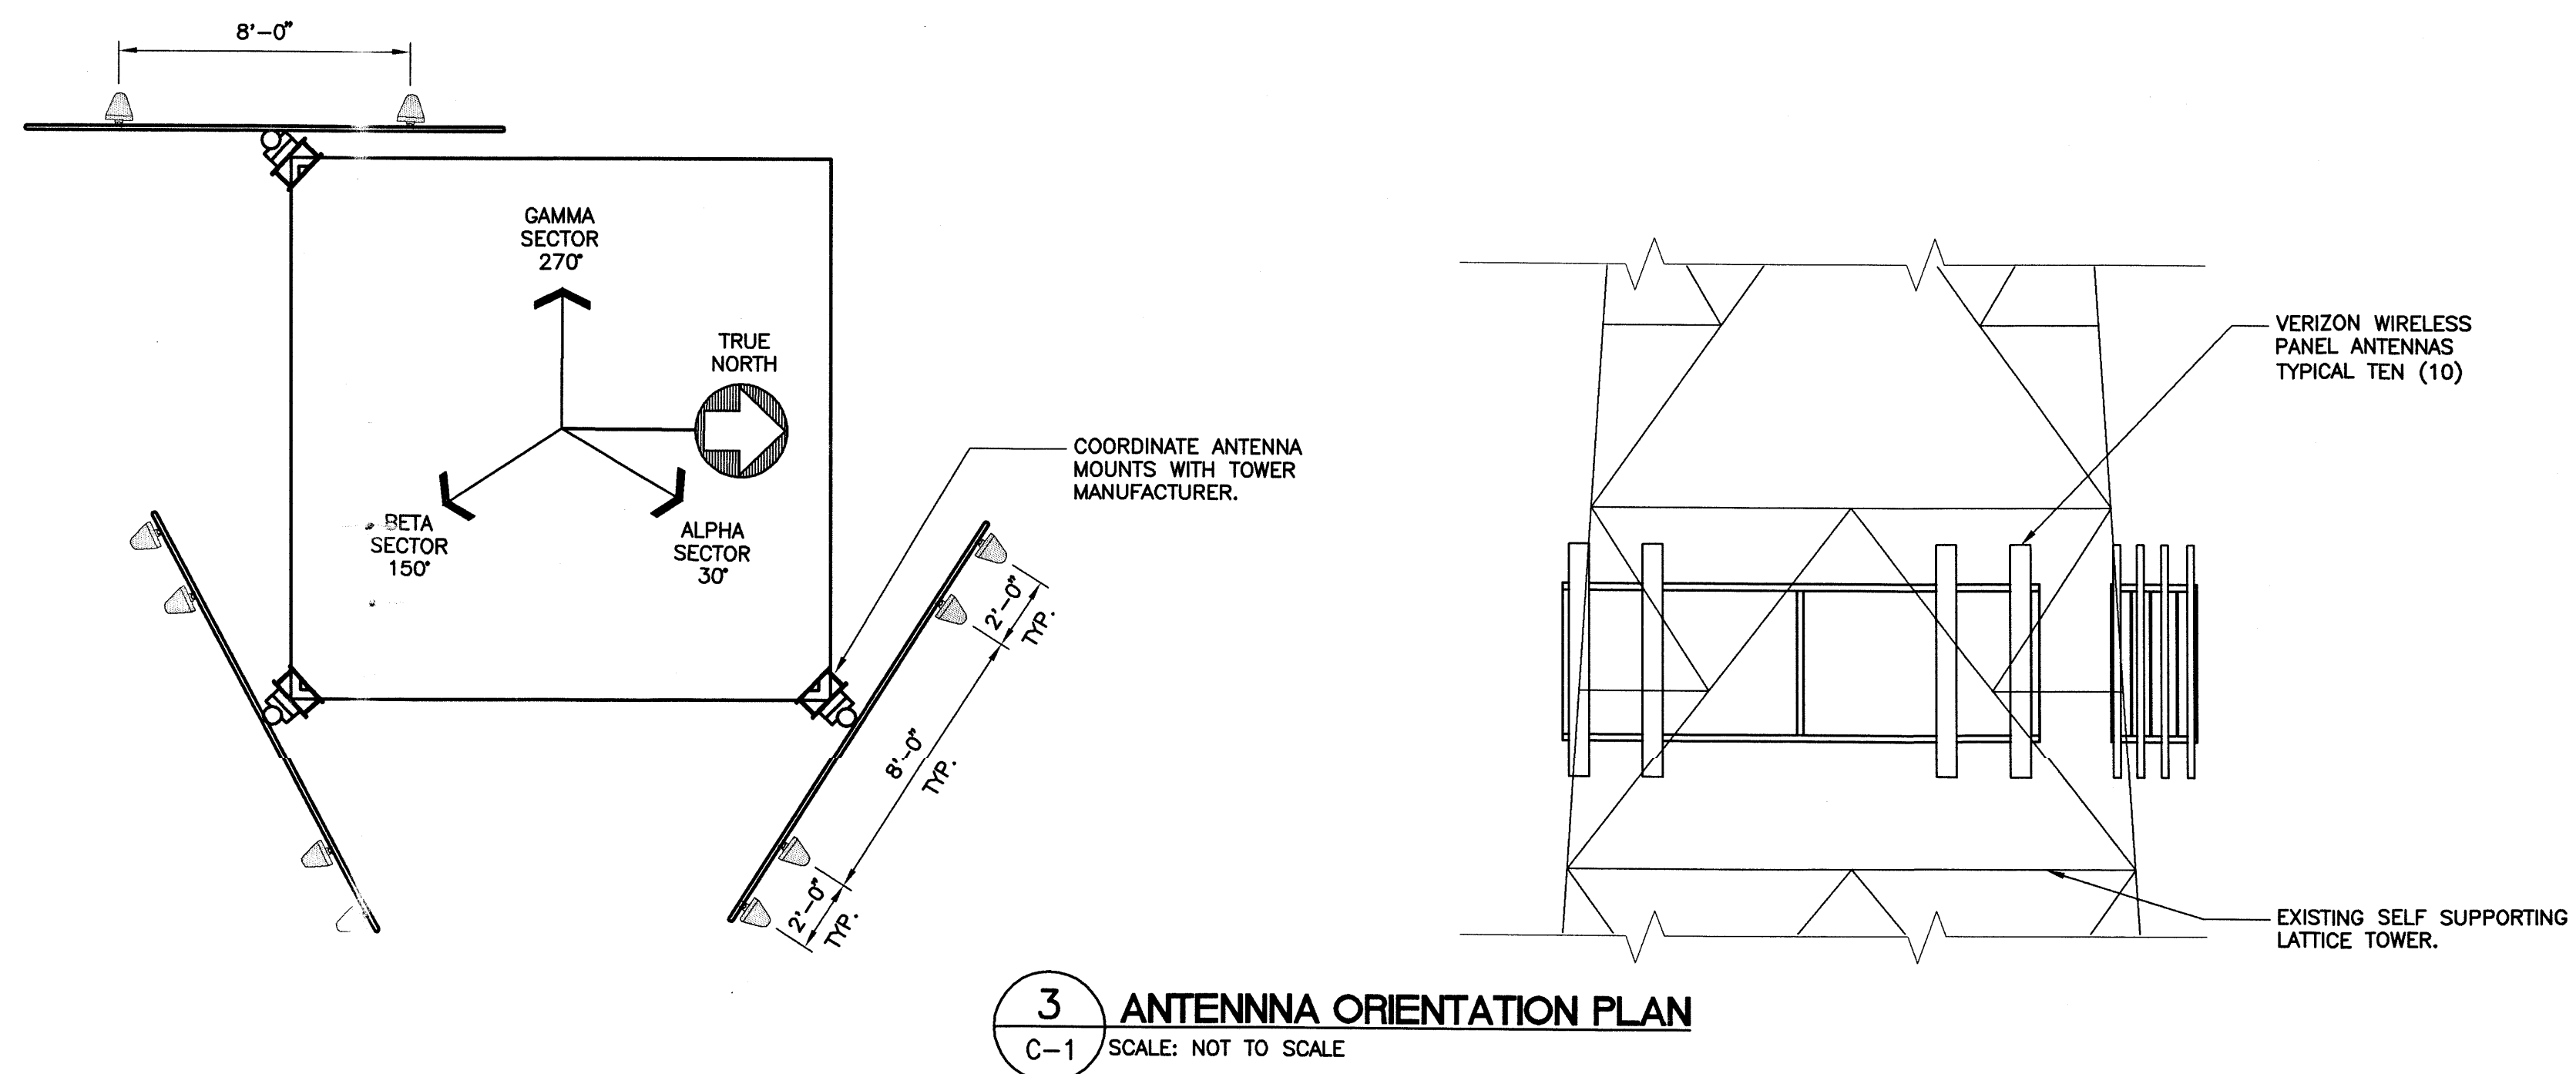 8'-0"
GAMMA
SECTOR
270°
TRUE
NORTH
BETA
SECTOR
150°
ALPHA
SECTOR
30°
COORDINATE ANTENNA
MOUNTS WITH TOWER
MANUFACTURER.
2'-0"
TYP.
8'-0"
TYP.
2'-0"
TYP.
VERIZON WIRELESS
PANEL ANTENNAS
TYPICAL TEN (10)
EXISTING SELF SUPPORTING
LATTICE TOWER.
3
C-1
ANTENNNA ORIENTATION PLAN
SCALE: NOT TO SCALE